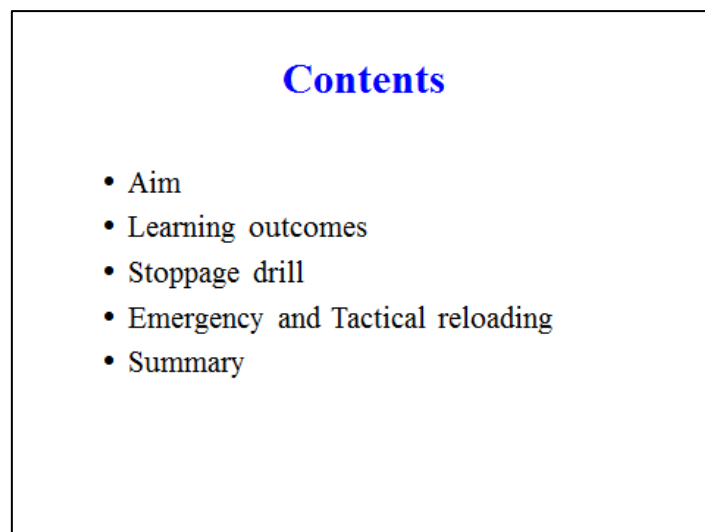 Contents
• Aim
• Learning outcomes
• Stoppage drill
• Emergency and Tactical reloading
• Summary